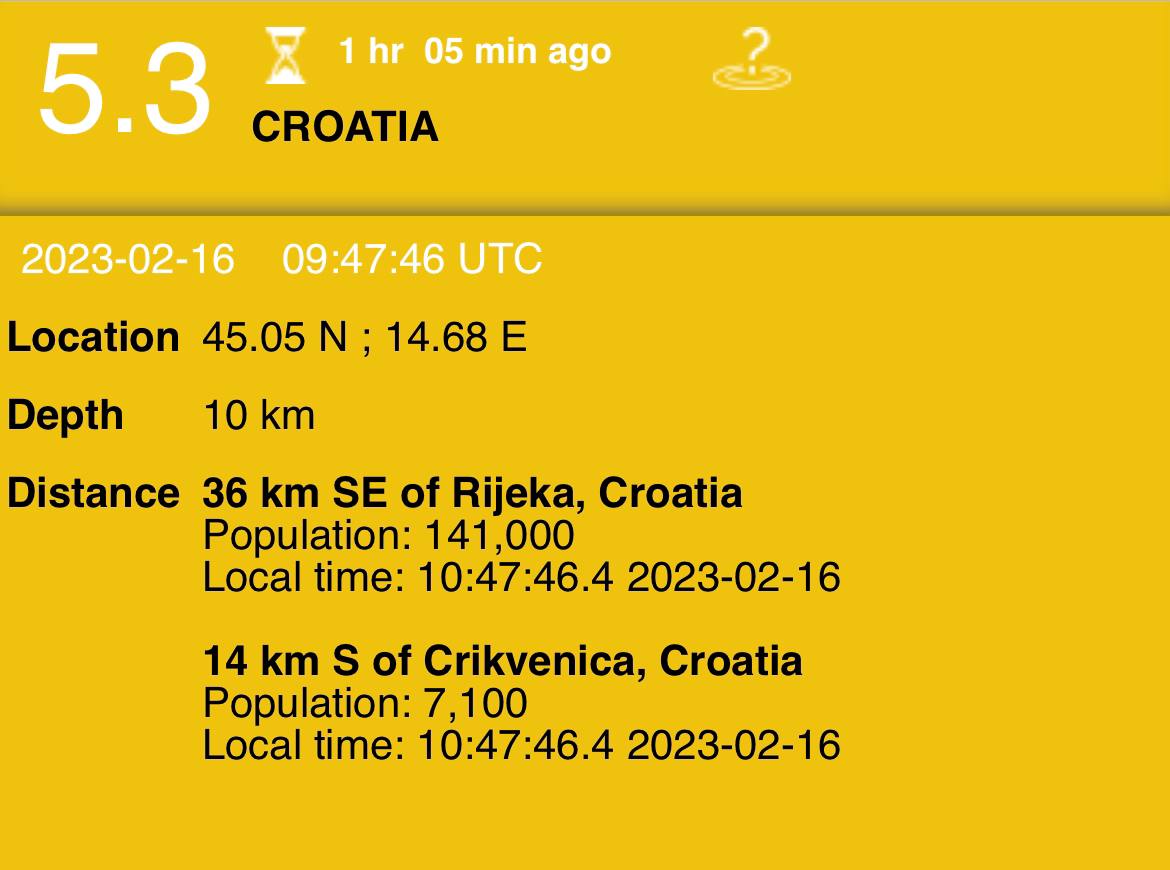 5.3
1 hr 05 min ago
?
CROATIA
2023-02-16 09:47:46 UTC
Location 45.05 N ; 14.68 E
Depth 10 km
Distance 36 km SE of Rijeka, Croatia
Population: 141,000
Local time: 10:47:46.4 2023-02-16
14 km S of Crikvenica, Croatia
Population: 7,100
Local time: 10:47:46.4 2023-02-16